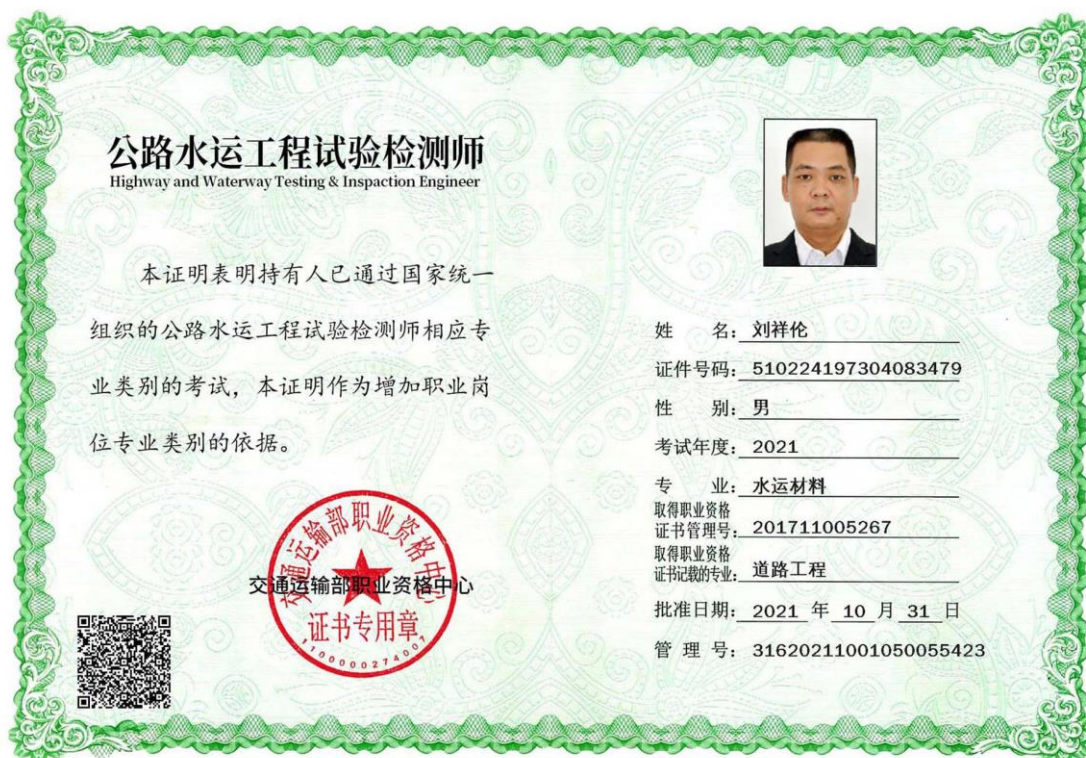 公路水运工程试验检测师
Highway and Waterway Testing & Inspaction Engineer
本证明表明持有人已通过国家统一
组织的公路水运工程试验检测师相应专
业类别的考试，本证明作为增加职业岗
位专业类别的依据。
交通运输部职业资格中心
交通运输部职业资格中心
证书专用章
1000000274007
姓 名：刘祥伦
证件号码：510224197304083479
性 别：男
考试年度：2021
专 业：水运材料
取得职业资格
证书管理号：201711005267
取得职业资格
证书记载的专业：道路工程
批准日期：2021 年 10 月 31 日
管 理 号：31620211001050055423